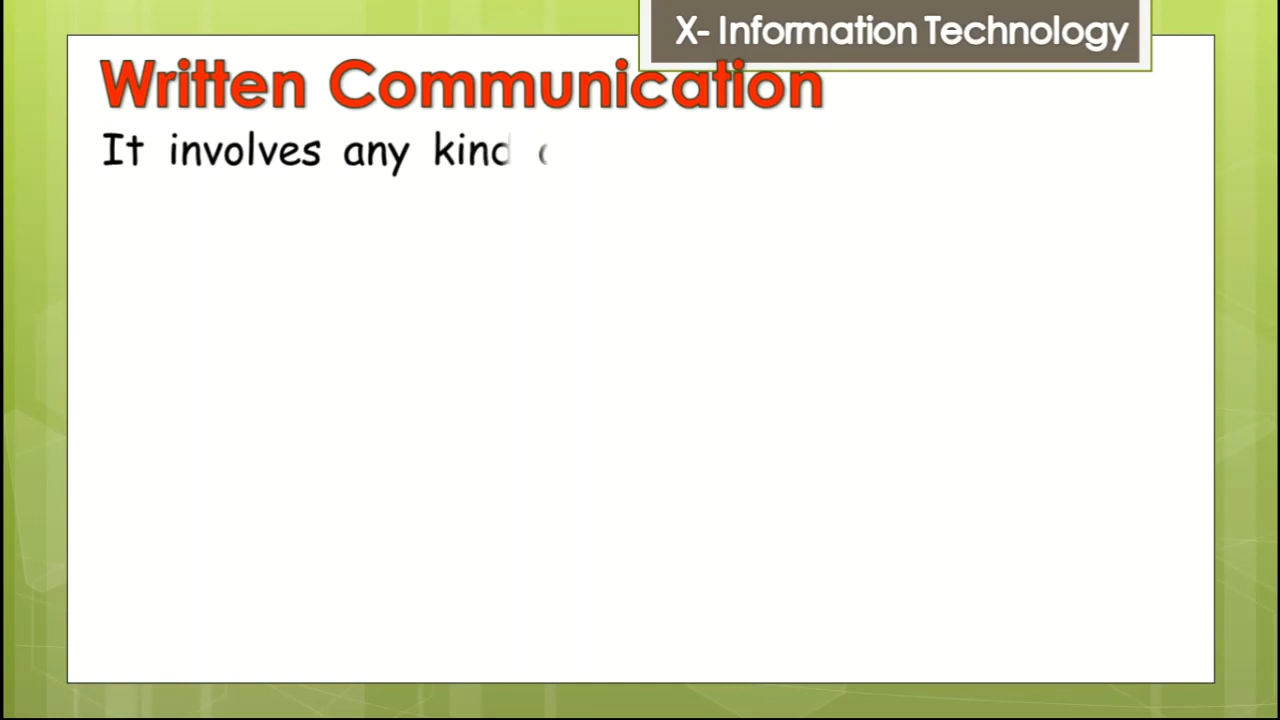 X- Information Technology
Written Communication
It involves any kind